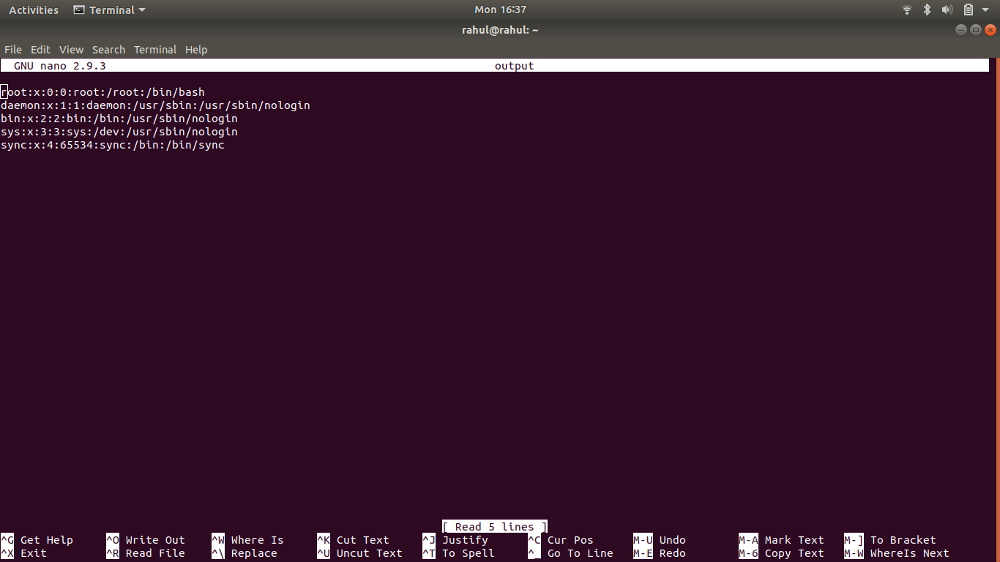 Activities Terminal Mon 16:37
rahul@rahul: ~
File Edit View Search Terminal Help
GNU nano 2.9.3 output
root:x:0:0:root:/root:/bin/bash
daemon:x:1:1:daemon:/usr/sbin:/usr/sbin/nologin
bin:x:2:2:bin:/bin:/usr/sbin/nologin
sys:x:3:3:sys:/dev:/usr/sbin/nologin
sync:x:4:65534:sync:/bin:/bin/sync
[ Read 5 lines ]
^G Get Help ^O Write Out ^W Where Is ^K Cut Text ^J Justify ^C Cur Pos M-U Undo M-A Mark Text M-] To Bracket
^X Exit ^R Read File ^\ Replace ^U Uncut Text ^T To Spell ^_ Go To Line M-E Redo M-6 Copy Text M-W WhereIs Next